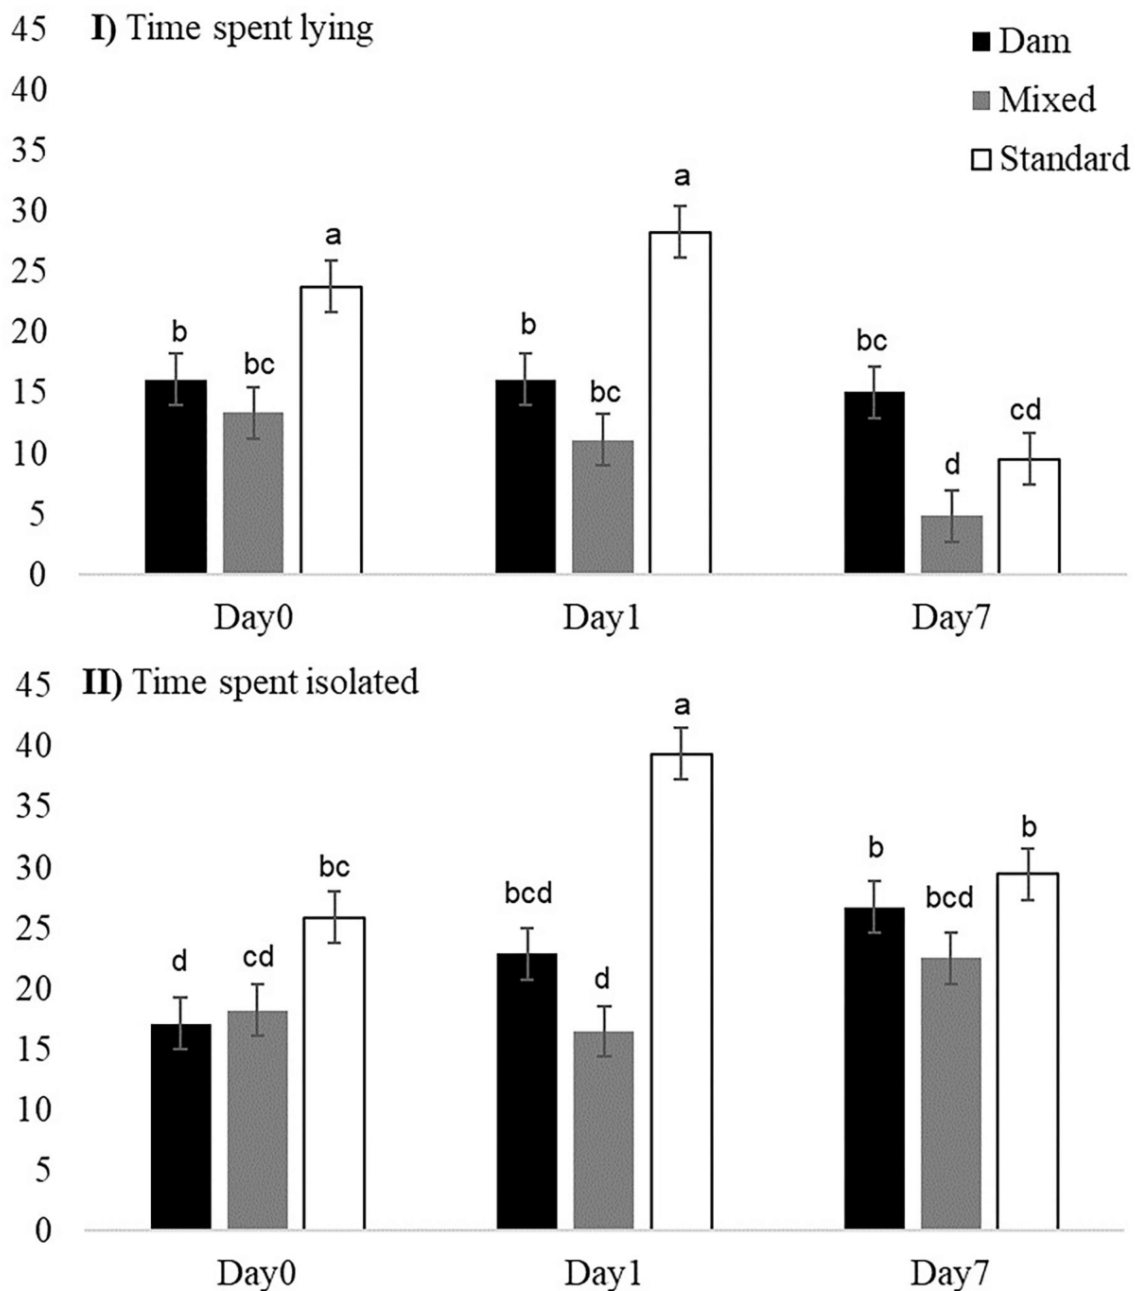 45
I) Time spent lying
Dam
40
Mixed
35
Standard
30
a
a
25
20
b
b
bc
bc
bc
15
cd
10
d
5
0
Day0 Day1 Day7
45
II) Time spent isolated
a
40
35
b
b
30
bc
bcd
bcd
25
d
cd
d
20
15
10
5
0
Day0 Day1 Day7